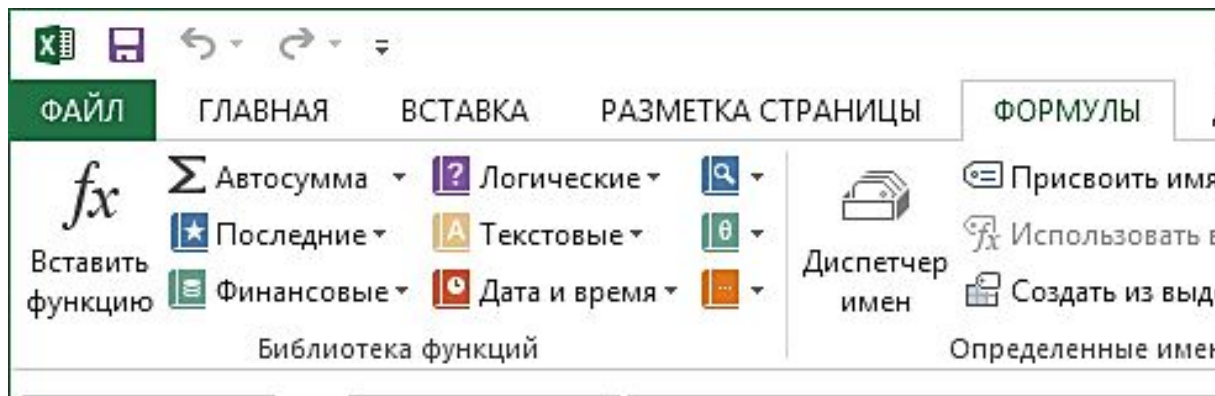 ФАЙЛ ГЛАВНАЯ ВСТАВКА РАЗМЕТКА СТРАНИЦЫ ФОРМУЛЫ
fx
Вставить
функцию
Σ Автосумма
Последние
Финансовые
? Логические
A Текстовые
Дата и время
θ
Библиотека функций
Диспетчер
имен
Присвоить имя
Использовать в
Создать из выд
Определенные имен